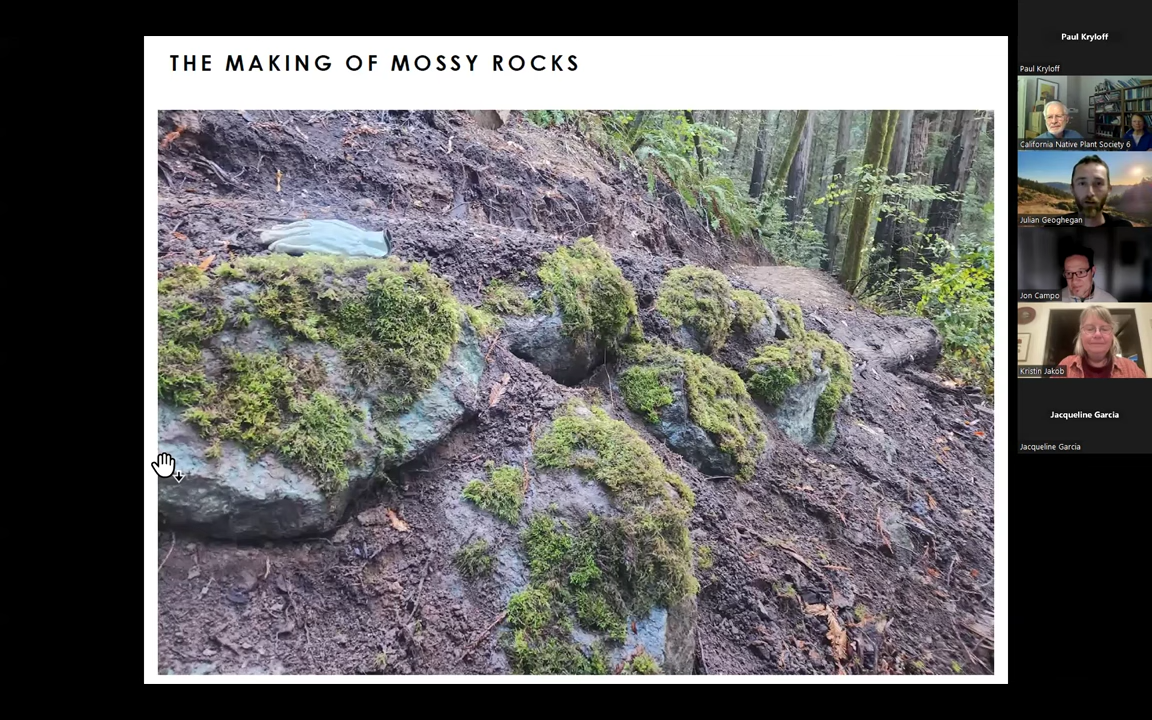 THE MAKING OF MOSSY ROCKS
Paul Kryloff
Paul Kryloff
California Native Plant Society 6
Julian Geoghegan
Jon Campo
Kristin Jakob
Jacqueline Garcia
Jacqueline Garcia